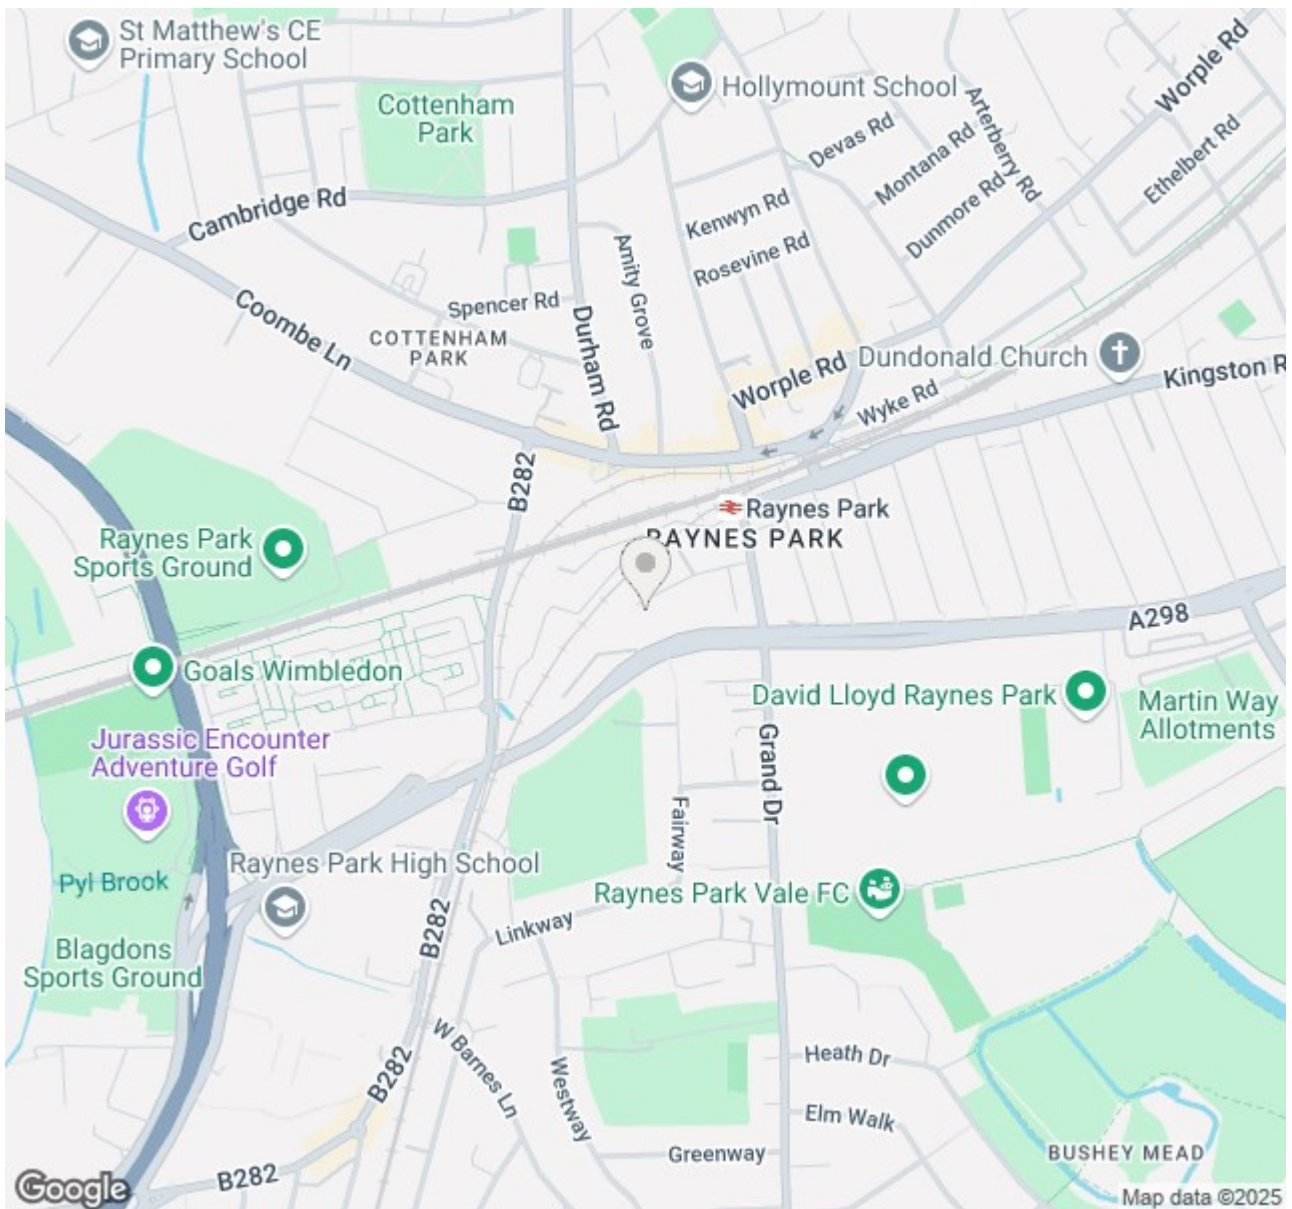 St Matthew's CE
Primary School
Cottenham
Park
Hollymount School
Worple Rd
Arterberry Rd
Devas Rd
Montana Rd
Ethelbert Rd
Cambridge Rd
Kenwyn Rd
Dunmore Rd
Amity Grove
Rosevine Rd
Spencer Rd
Coombe Ln
COTTENHAM
PARK
Durham Rd
Dundonald Church
Worple Rd
Kingston R
Wyke Rd
B282
Raynes Park
RAYNES PARK
Raynes Park
Sports Ground
A298
Goals Wimbledon
David Lloyd Raynes Park
Martin Way
Allotments
Jurassic Encounter
Adventure Golf
Grand Dr
Fairway
Raynes Park High School
Pyl Brook
Raynes Park Vale FC
B282
Linkway
Blagdons
Sports Ground
W Barnes Ln
Heath Dr
B282
Westway
Elm Walk
Greenway
BUSHEY MEAD
B282
Google
Map data ©2025